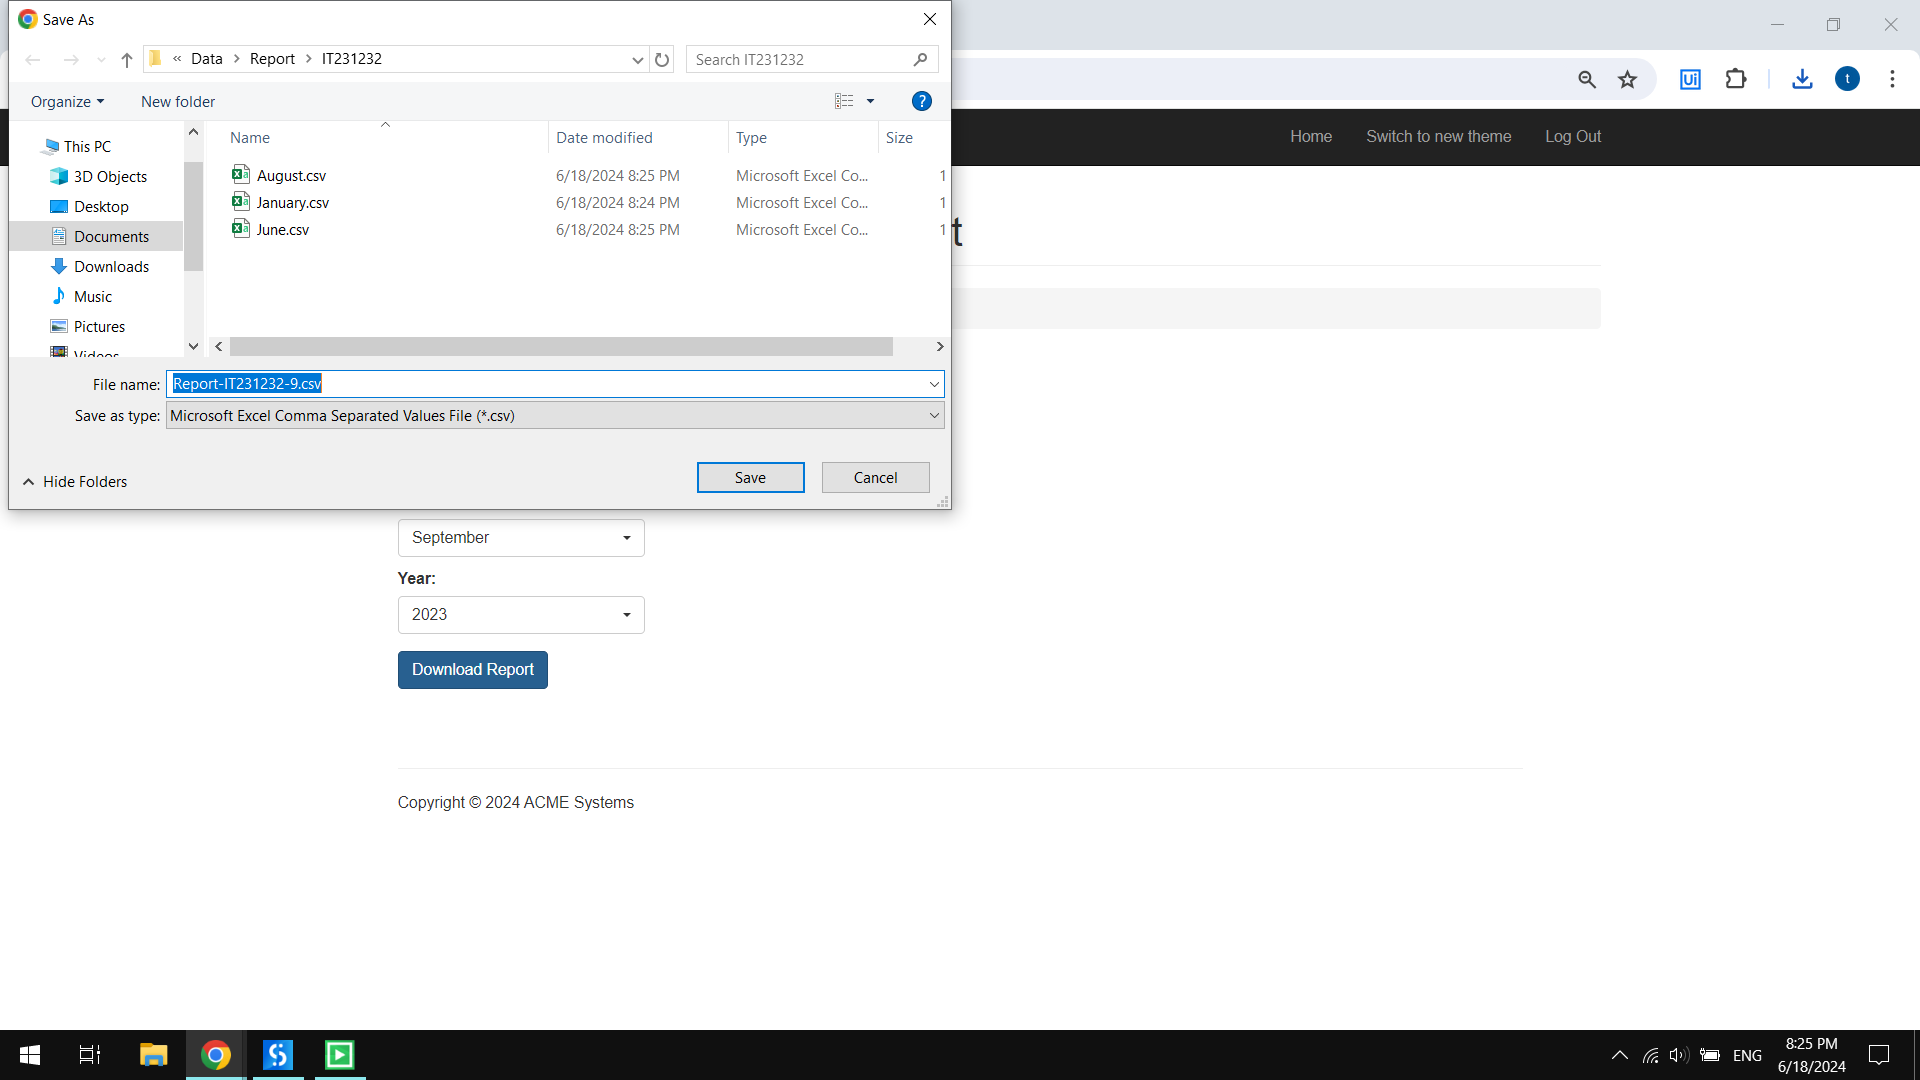 Save As
« Data > Report > IT231232
Search IT231232
Organize
New folder
?
This PC
3D Objects
Desktop
Documents
Downloads
Music
Pictures
Videos
Name Date modified Type Size
August.csv 6/18/2024 8:25 PM Microsoft Excel Co... 1
January.csv 6/18/2024 8:24 PM Microsoft Excel Co... 1
June.csv 6/18/2024 8:25 PM Microsoft Excel Co... 1
File name: Report-IT231232-9.csv
Save as type: Microsoft Excel Comma Separated Values File (*.csv)
Hide Folders
Save
Cancel
Ui
t
Home
Switch to new theme
Log Out
t
September
Year:
2023
Download Report
Copyright © 2024 ACME Systems
ENG
8:25 PM
6/18/2024